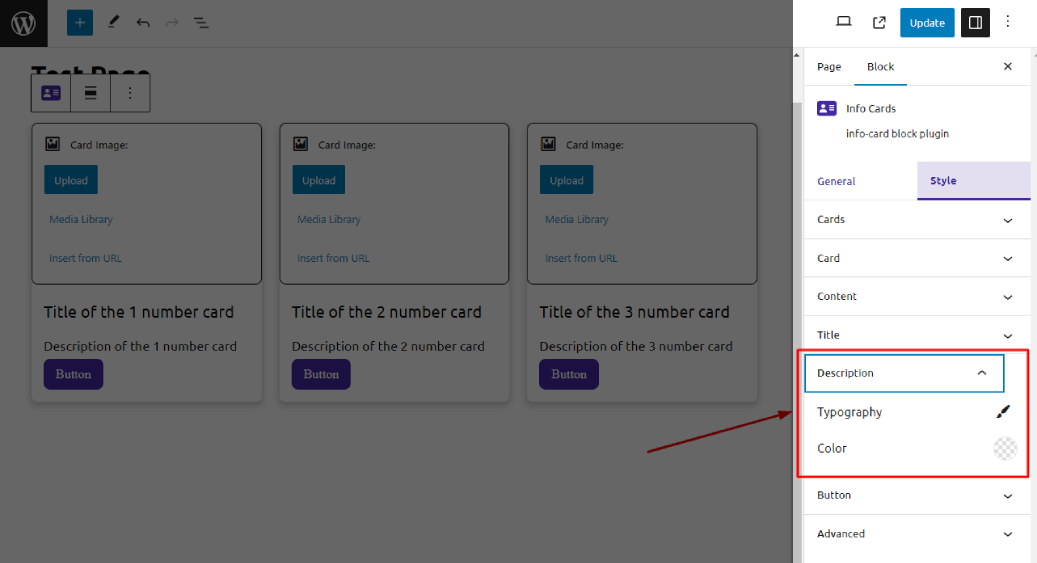 Update
Test Page
Page Block
Info Cards
info-card block plugin
General Style
Cards
Card
Content
Title
Description
Typography
Color
Button
Advanced
Card Image:
Upload
Media Library
Insert from URL
Title of the 1 number card
Description of the 1 number card
Button
Card Image:
Upload
Media Library
Insert from URL
Title of the 2 number card
Description of the 2 number card
Button
Card Image:
Upload
Media Library
Insert from URL
Title of the 3 number card
Description of the 3 number card
Button